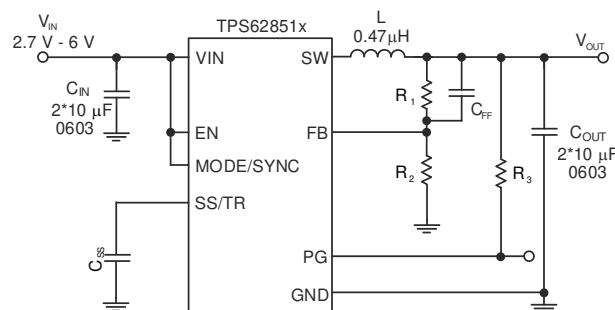 TPS62851x
L
0.47μH
V_IN
2.7 V - 6 V
V_OUT
VIN
SW
C_IN
2*10 μF
0603
R_1
C_FF
EN
FB
C_OUT
2*10 μF
0603
MODE/SYNC
R_2
R_3
SS/TR
C_SS
PG
GND